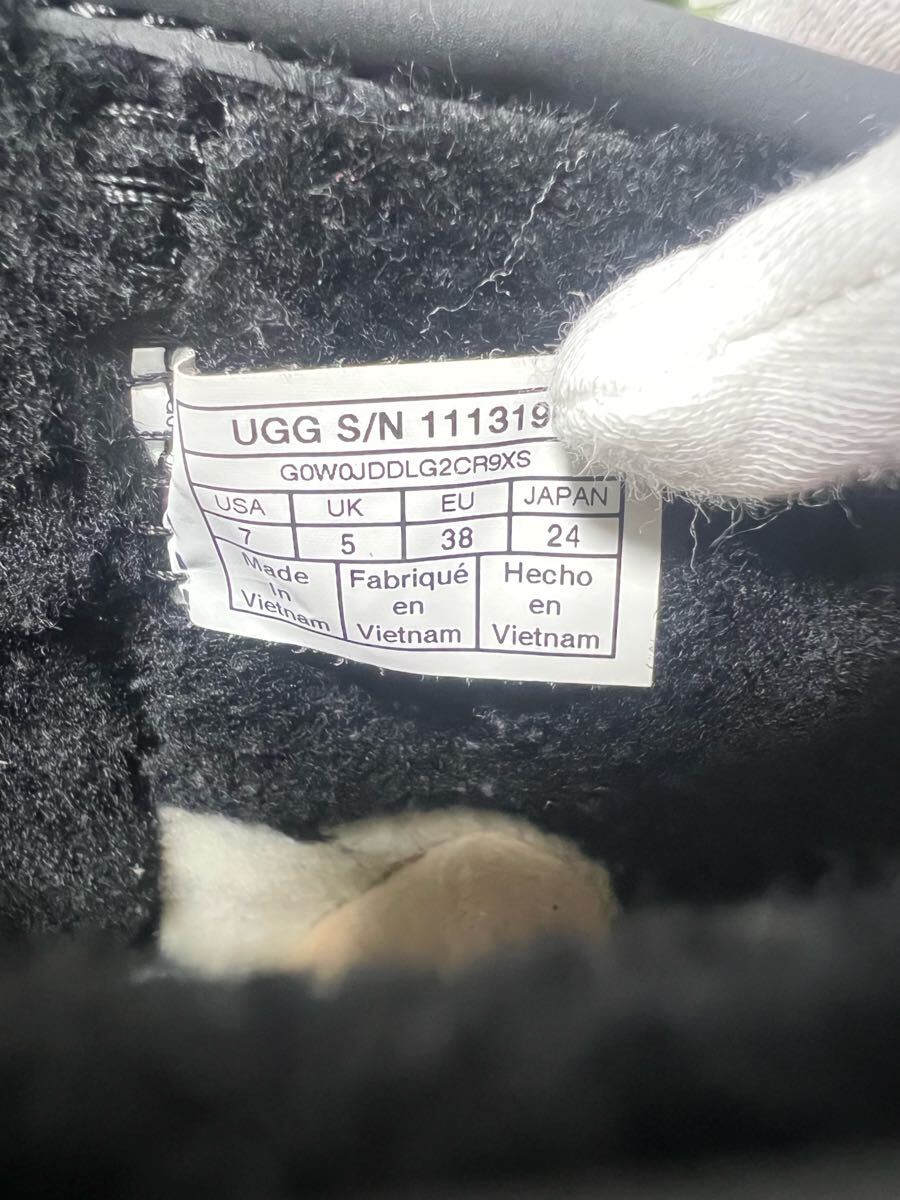 UGG S/N 111319
G0W0JDDLG2CR9XS
USA UK EU JAPAN
7 5 38 24
Made
In
Vietnam
Fabriqué
en
Vietnam
Hecho
en
Vietnam